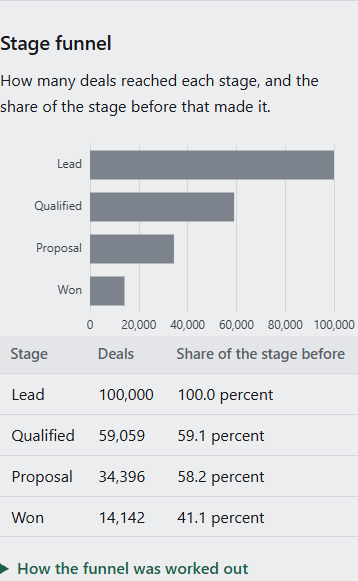 Stage funnel
How many deals reached each stage, and the
share of the stage before that made it.
Lead
Qualified
Proposal
Won
0 20,000 40,000 60,000 80,000 100,000
Stage Deals Share of the stage before
Lead 100,000 100.0 percent
Qualified 59,059 59.1 percent
Proposal 34,396 58.2 percent
Won 14,142 41.1 percent
How the funnel was worked out